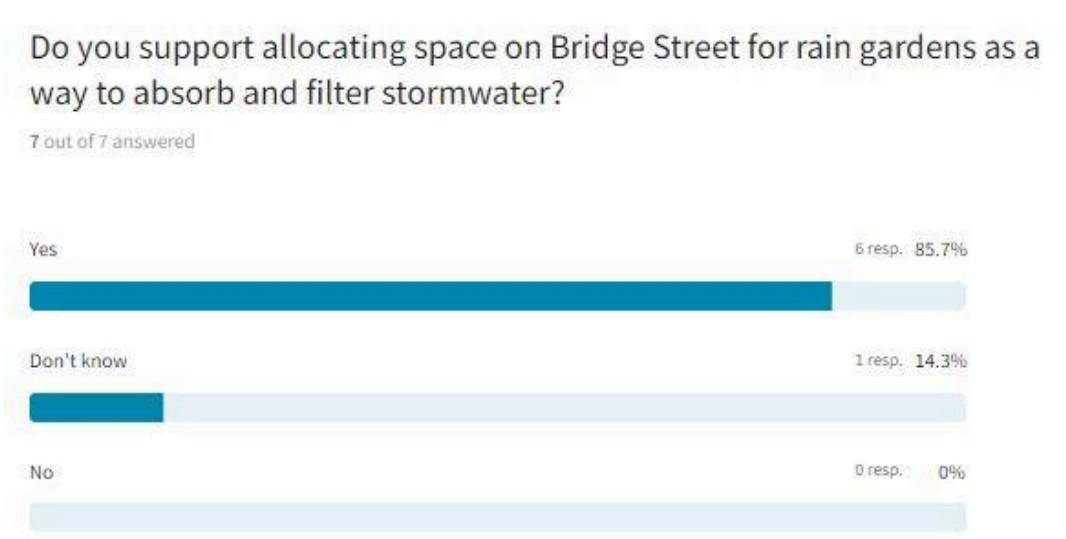 Do you support allocating space on Bridge Street for rain gardens as a
way to absorb and filter stormwater?
7 out of 7 answered
Yes 6 resp. 85.7%
Don't know 1 resp. 14.3%
No 0 resp. 0%